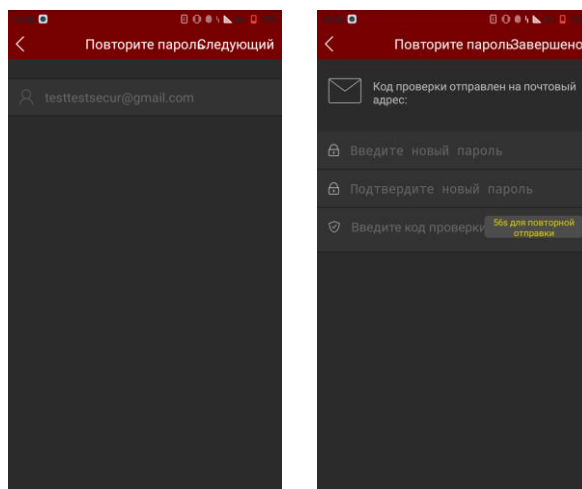 Повторите пароль
Следующий
testtestsecur@gmail.com
Повторите пароль
Завершено
Код проверки отправлен на почтовый
адрес:
Введите новый пароль
Подтвердите новый пароль
Введите код проверки
56s для повторной
отправки